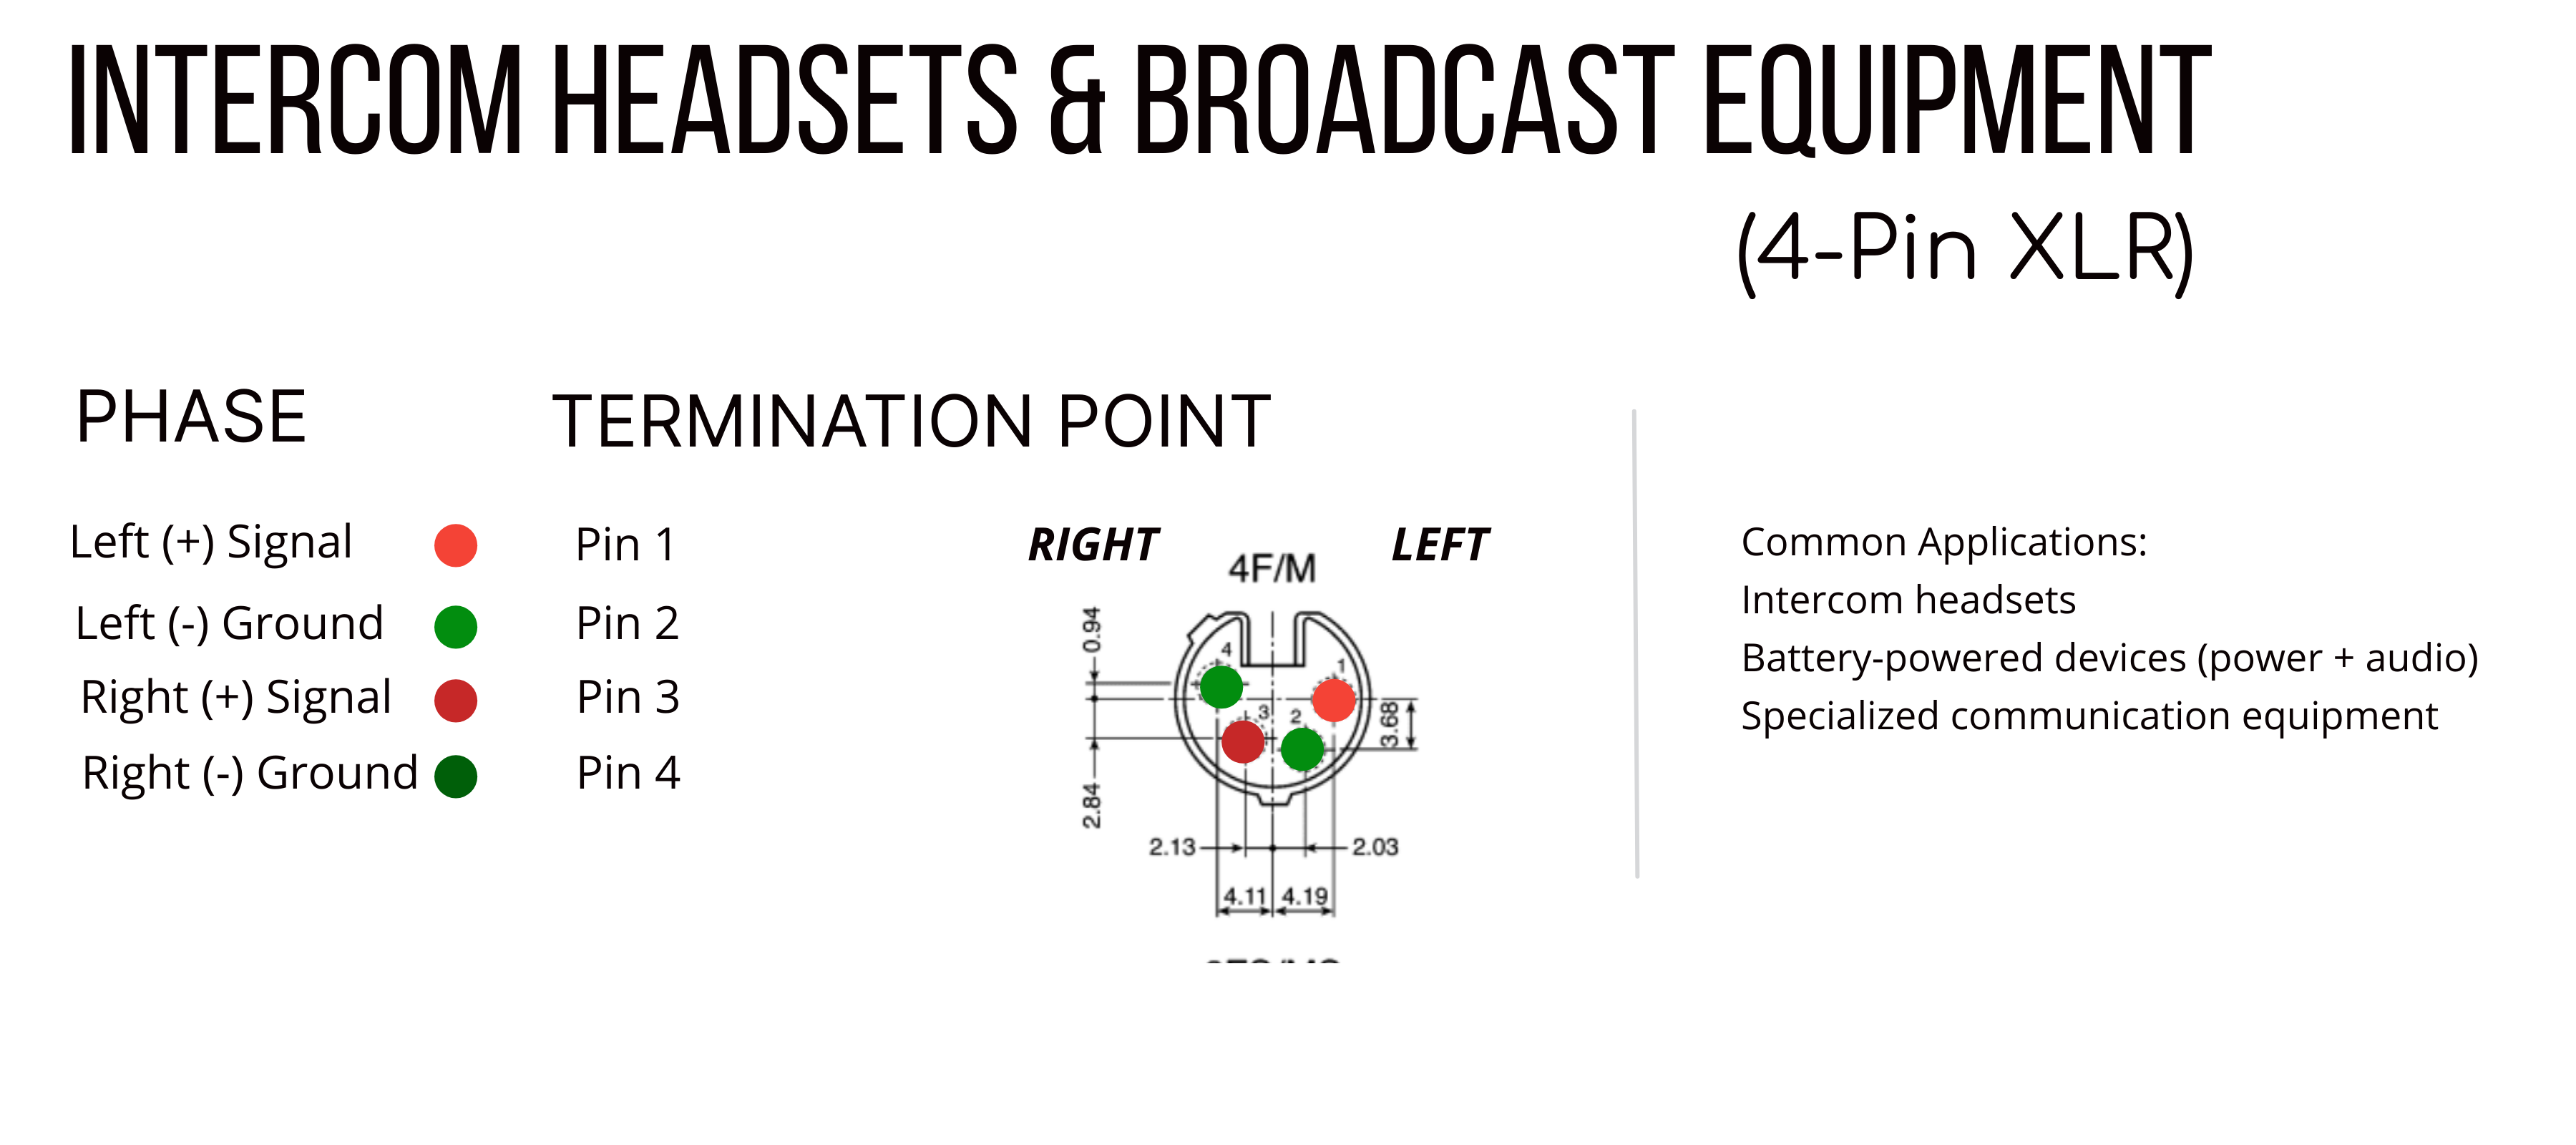 INTERCOM HEADSETS & BROADCAST EQUIPMENT
(4-Pin XLR)
PHASE
TERMINATION POINT
Left (+) Signal
Pin 1
Left (-) Ground
Pin 2
Right (+) Signal
Pin 3
Right (-) Ground
Pin 4
RIGHT
LEFT
4F/M
0.94
4
1
3
2
3.68
2.84
2.13
2.03
4.11
4.19
Common Applications:
Intercom headsets
Battery-powered devices (power + audio)
Specialized communication equipment